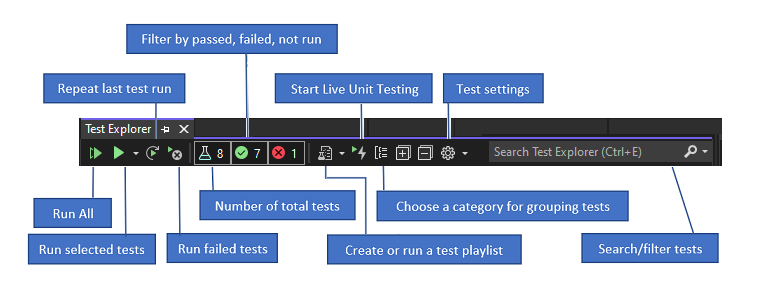 Filter by passed, failed, not run
Repeat last test run
Start Live Unit Testing
Test settings
Test Explorer
8
7
1
Search Test Explorer (Ctrl+E)
Run All
Number of total tests
Choose a category for grouping tests
Run selected tests
Run failed tests
Create or run a test playlist
Search/filter tests